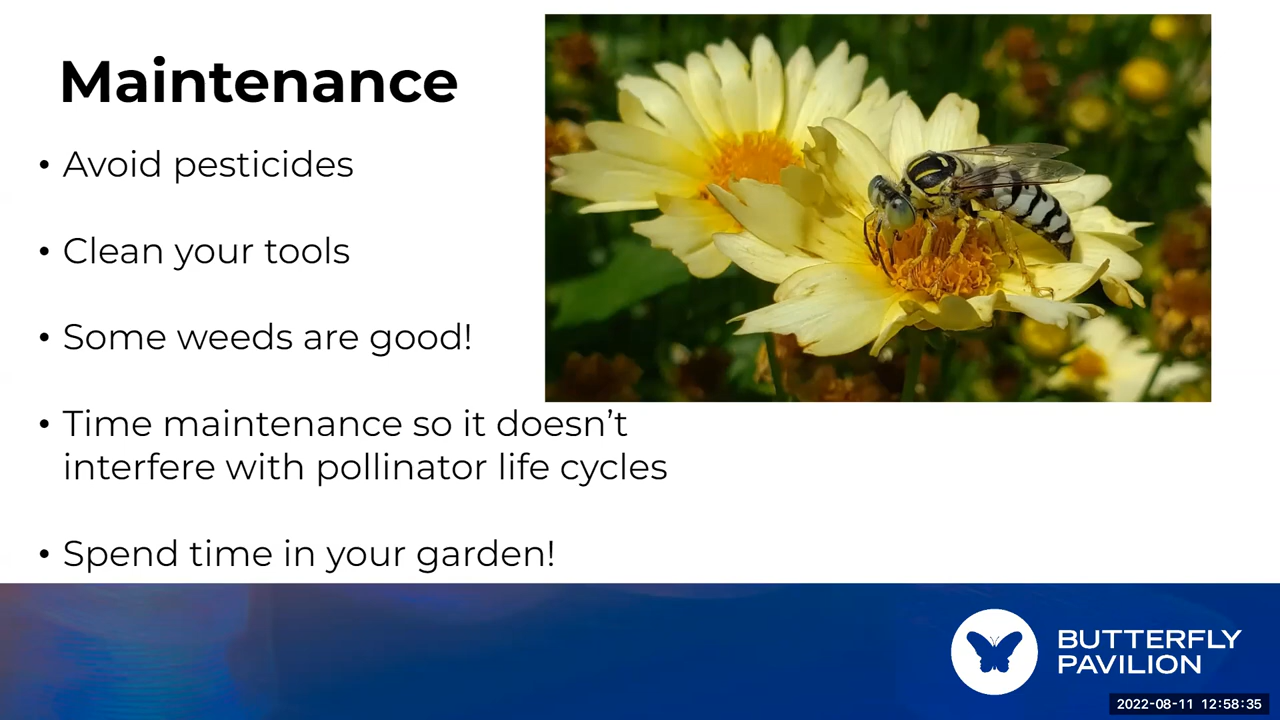 Maintenance
• Avoid pesticides
• Clean your tools
• Some weeds are good!
• Time maintenance so it doesn’t
interfere with pollinator life cycles
• Spend time in your garden!
BUTTERFLY
PAVILION
2022-08-11 12:58:35